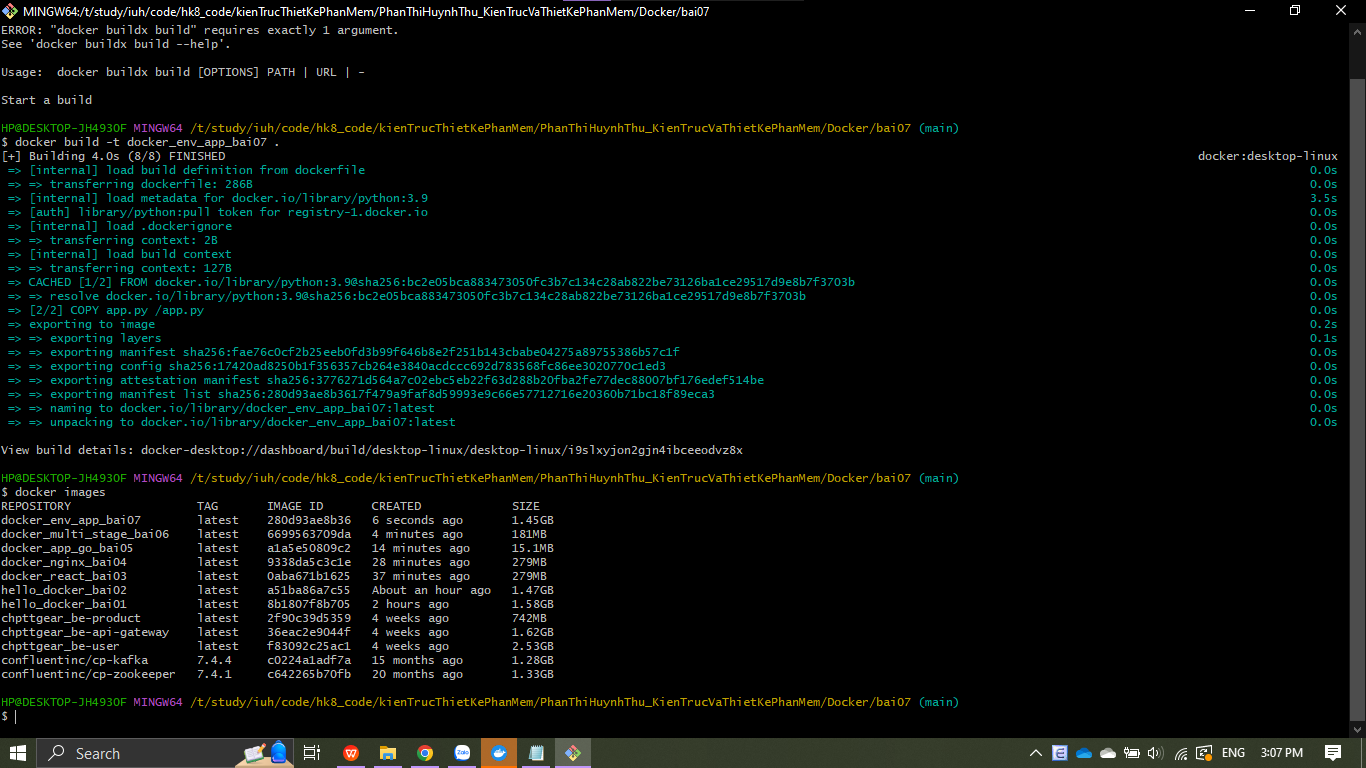 MINGW64:/t/study/iuh/code/hk8_code/kienTrucThietKePhanMem/PhanThiHuynhThu_KienTrucVaThietKePhanMem/Docker/bai07
ERROR: "docker buildx build" requires exactly 1 argument.
See 'docker buildx build --help'.
Usage:  docker buildx build [OPTIONS] PATH | URL | -
Start a build
HP@DESKTOP-JH493OF MINGW64 /t/study/iuh/code/hk8_code/kienTrucThietKePhanMem/PhanThiHuynhThu_KienTrucVaThietKePhanMem/Docker/bai07 (main)
$ docker build -t docker_env_app_bai07 .
[+] Building 4.0s (8/8) FINISHED docker:desktop-linux
=> [internal] load build definition from dockerfile 0.0s
=> => transferring dockerfile: 286B 0.0s
=> [internal] load metadata for docker.io/library/python:3.9 3.5s
=> [auth] library/python:pull token for registry-1.docker.io 0.0s
=> [internal] load .dockerignore 0.0s
=> => transferring context: 2B 0.0s
=> [internal] load build context 0.0s
=> => transferring context: 127B 0.0s
=> CACHED [1/2] FROM docker.io/library/python:3.9@sha256:bc2e05bca883473050fc3b7c134c28ab822be73126ba1ce29517d9e8b7f3703b 0.0s
=> => resolve docker.io/library/python:3.9@sha256:bc2e05bca883473050fc3b7c134c28ab822be73126ba1ce29517d9e8b7f3703b 0.0s
=> [2/2] COPY app.py /app.py 0.0s
=> exporting to image 0.2s
=> => exporting layers 0.1s
=> => exporting manifest sha256:fae76c0cf2b25eeb0fd3b99f646b8e2f251b143cbabe04275a89755386b57c1f 0.0s
=> => exporting config sha256:17420ad8250b1f356357cb264e3840acdccc692d783568fc86ee3020770c1ed3 0.0s
=> => exporting attestation manifest sha256:3776271d564a7c02ebc5eb22f63d288b20fba2fe77dec88007bf176edef514be 0.0s
=> => exporting manifest list sha256:280d93ae8b3617f479a9faf8d59993e9c66e57712716e20360b71bc18f89eca3 0.0s
=> => naming to docker.io/library/docker_env_app_bai07:latest 0.0s
=> => unpacking to docker.io/library/docker_env_app_bai07:latest 0.0s
View build details: docker-desktop://dashboard/build/desktop-linux/desktop-linux/i9slxyjon2gjn4ibceeodvz8x
HP@DESKTOP-JH493OF MINGW64 /t/study/iuh/code/hk8_code/kienTrucThietKePhanMem/PhanThiHuynhThu_KienTrucVaThietKePhanMem/Docker/bai07 (main)
$ docker images
REPOSITORY TAG IMAGE ID CREATED SIZE
docker_env_app_bai07 latest 280d93ae8b36 6 seconds ago 1.45GB
docker_multi_stage_bai06 latest 6699563709da 4 minutes ago 181MB
docker_app_go_bai05 latest a1a5e50809c2 14 minutes ago 15.1MB
docker_nginx_bai04 latest 9338da5c3c1e 28 minutes ago 279MB
docker_react_bai03 latest 0aba671b1625 37 minutes ago 279MB
hello_docker_bai02 latest a51ba86a7c55 About an hour ago 1.47GB
hello_docker_bai01 latest 8b1807f8b705 2 hours ago 1.58GB
chpttgear_be-product latest 2f90c39d5359 4 weeks ago 742MB
chpttgear_be-api-gateway latest 36eac2e9044f 4 weeks ago 1.62GB
chpttgear_be-user latest f83092c25ac1 4 weeks ago 2.53GB
confluentinc/cp-kafka 7.4.4 c0224a1adf7a 15 months ago 1.28GB
confluentinc/cp-zookeeper 7.4.1 c642265b70fb 20 months ago 1.33GB
HP@DESKTOP-JH493OF MINGW64 /t/study/iuh/code/hk8_code/kienTrucThietKePhanMem/PhanThiHuynhThu_KienTrucVaThietKePhanMem/Docker/bai07 (main)
$
Search
Zalo
ENG
3:07 PM